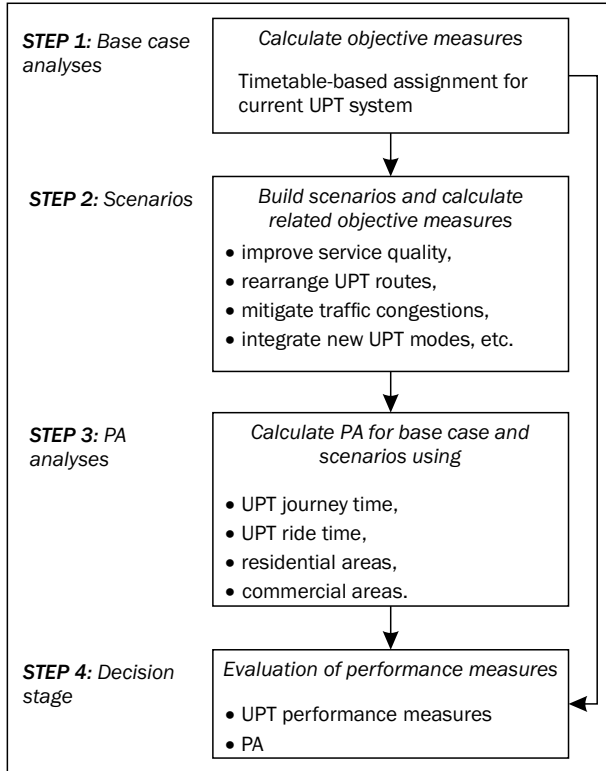 STEP 1: Base case
analyses
Calculate objective measures
Timetable-based assignment for
current UPT system
STEP 2: Scenarios
Build scenarios and calculate
related objective measures
• improve service quality,
• rearrange UPT routes,
• mitigate traffic congestions,
• integrate new UPT modes, etc.
STEP 3: PA
analyses
Calculate PA for base case and
scenarios using
• UPT journey time,
• UPT ride time,
• residential areas,
• commercial areas.
STEP 4: Decision
stage
Evaluation of performance measures
• UPT performance measures
• PA